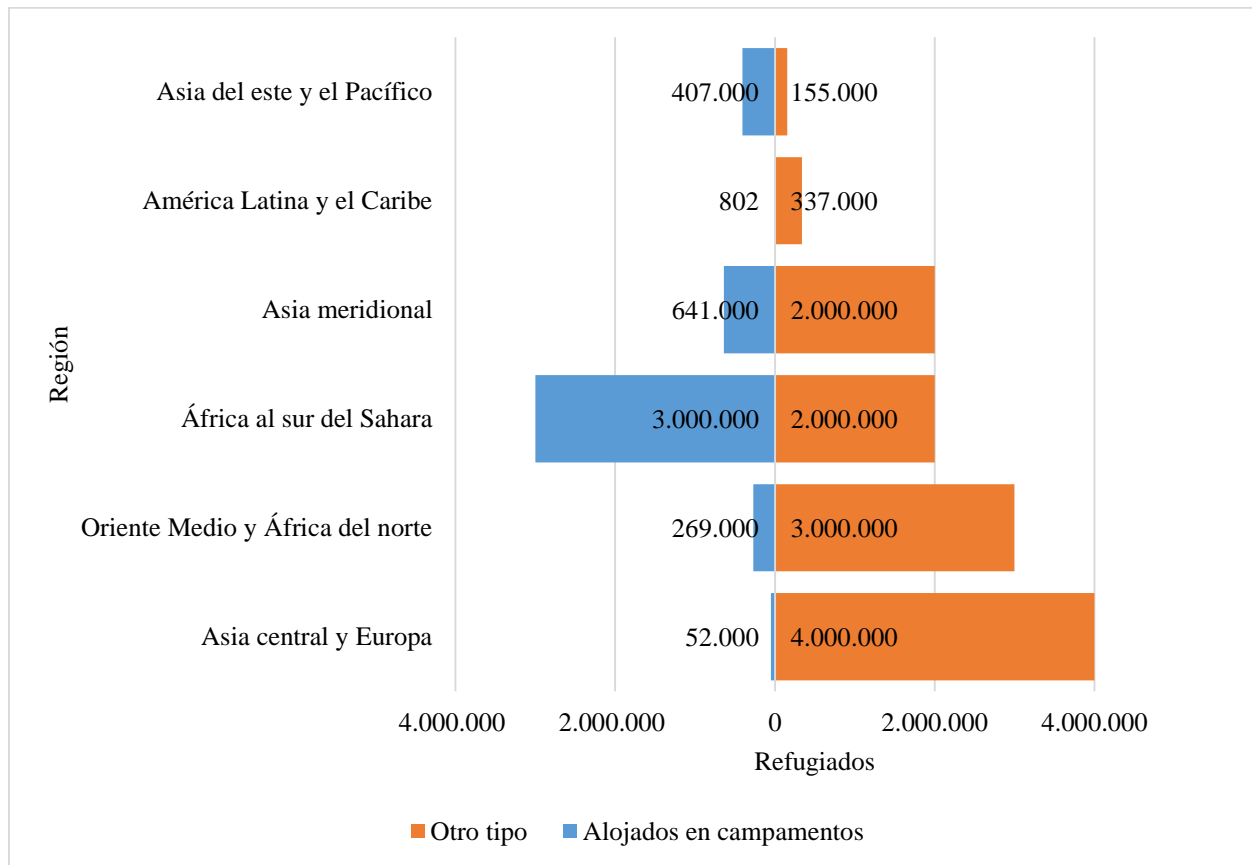 Asia del este y el Pacífico 407.000 155.000
América Latina y el Caribe 802 337.000
Asia meridional 641.000 2.000.000
África al sur del Sahara 3.000.000 2.000.000
Oriente Medio y África del norte 269.000 3.000.000
Asia central y Europa 52.000 4.000.000
Región
4.000.000 2.000.000 0 2.000.000 4.000.000
Refugiados
Otro tipo Alojados en campamentos